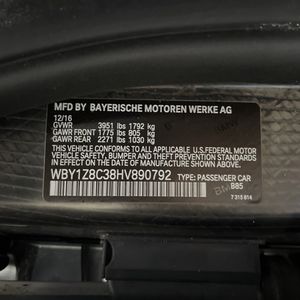 MFD BY BAYERISCHE MOTOREN WERKE AG
12/16
GVWR 3951 lbs 1792 kg
GAWR FRONT 1775 lbs 805 kg
GAWR REAR 2271 lbs 1030 kg
THIS VEHICLE CONFORMS TO ALL APPLICABLE U.S. FEDERAL MOTOR
VEHICLE SAFETY, BUMPER, AND THEFT PREVENTION STANDARDS
IN EFFECT ON THE DATE OF MANUFACTURE SHOWN ABOVE.
WBY1Z8C38HV890792 TYPE: PASSENGER CAR
B85
7 315 614